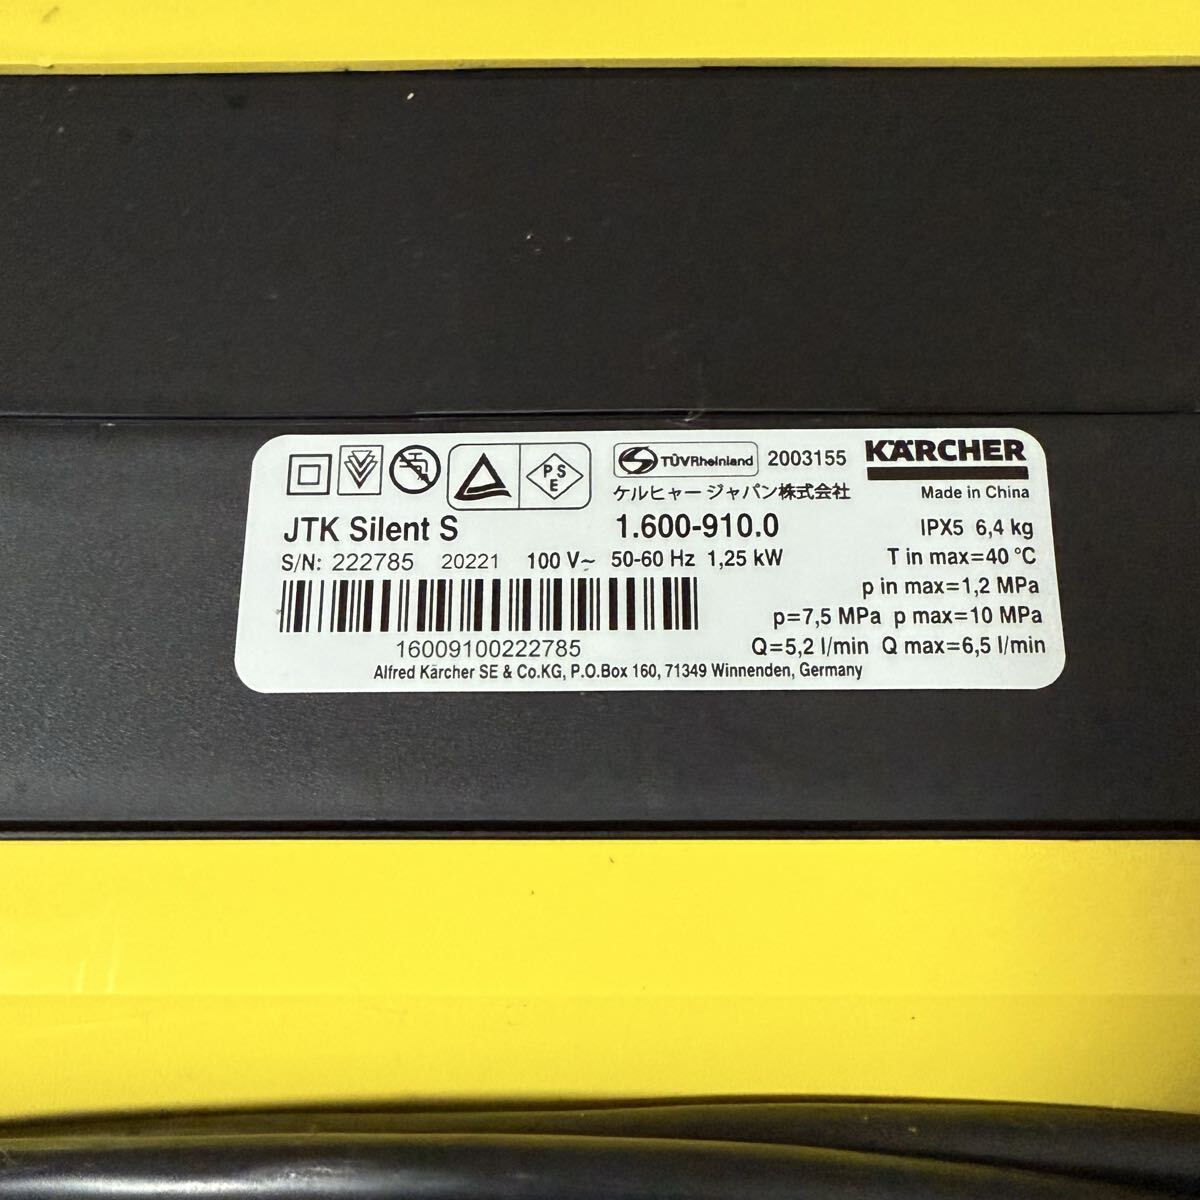 P S E
TÜVRheinland 2003155 KÄRCHER
ケルヒャー ジャパン株式会社 Made in China
JTK Silent S 1.600-910.0 IPX5 6,4 kg
S/N: 222785 20221 100 V~ 50-60 Hz 1,25 kW T in max=40 °C
p in max=1,2 MPa
p=7,5 MPa p max=10 MPa
16009100222785 Q=5,2 l/min Q max=6,5 l/min
Alfred Kärcher SE & Co.KG, P.O.Box 160, 71349 Winnenden, Germany